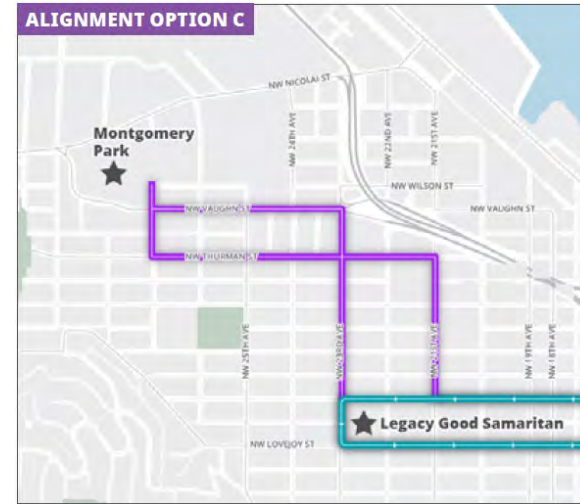 ALIGNMENT OPTION C
NW NICOLAI ST
Montgomery
Park
NW 24TH AVE
NW 22ND AVE
NW 21ST AVE
NW WILSON ST
NW VAUGHN ST
NW VAUGHN ST
NW THURMAN ST
NW 25TH AVE
NW 23RD AVE
NW 21ST AVE
NW 19TH AVE
NW 18TH AVE
Legacy Good Samaritan
NW LOVEJOY ST